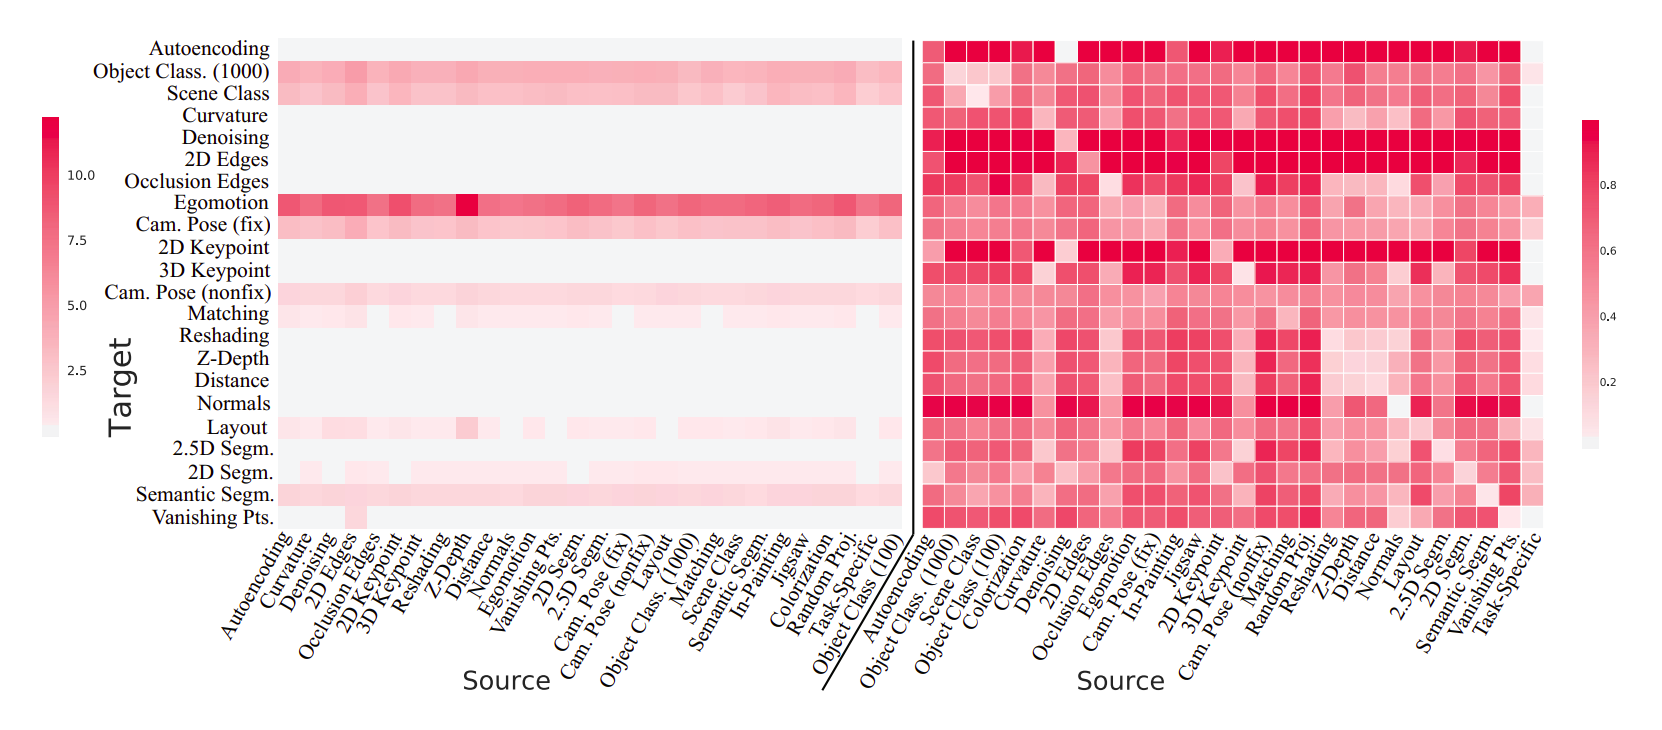 Autoencoding
Object Class. (1000)
Scene Class
Curvature
Denoising
2D Edges
Occlusion Edges
Egomotion
Cam. Pose (fix)
2D Keypoint
3D Keypoint
Cam. Pose (nonfix)
Matching
Reshading
Z-Depth
Distance
Normals
Layout
2.5D Segm.
2D Segm.
Semantic Segm.
Vanishing Pts.
Target
10.0
7.5
5.0
2.5
Autoencoding
Curvature
Denoising
2D Edges
Occlusion Edges
2D Keypoint
3D Keypoint
Reshading
Z-Depth
Distance
Normals
Egomotion
Vanishing Pts.
2D Segm.
2.5D Segm.
Cam. Pose (fix)
Cam. Pose (nonfix)
Layout
Object Class. (1000)
Matching
Scene Class
Semantic Segm.
In-Painting
Jigsaw
Colorization
Random Proj.
Task-Specific
Object Class (100)
Source
Autoencoding
Object Class. (1000)
Scene Class
Object Class (100)
Colorization
Curvature
Denoising
2D Edges
Occlusion Edges
Egomotion
Cam. Pose (fix)
In-Painting
Jigsaw
2D Keypoint
3D Keypoint
Cam. Pose (nonfix)
Matching
Random Proj.
Reshading
Z-Depth
Distance
Normals
Layout
2.5D Segm.
2D Segm.
Semantic Segm.
Vanishing Pts.
Task-Specific
Source
0.8
0.6
0.4
0.2